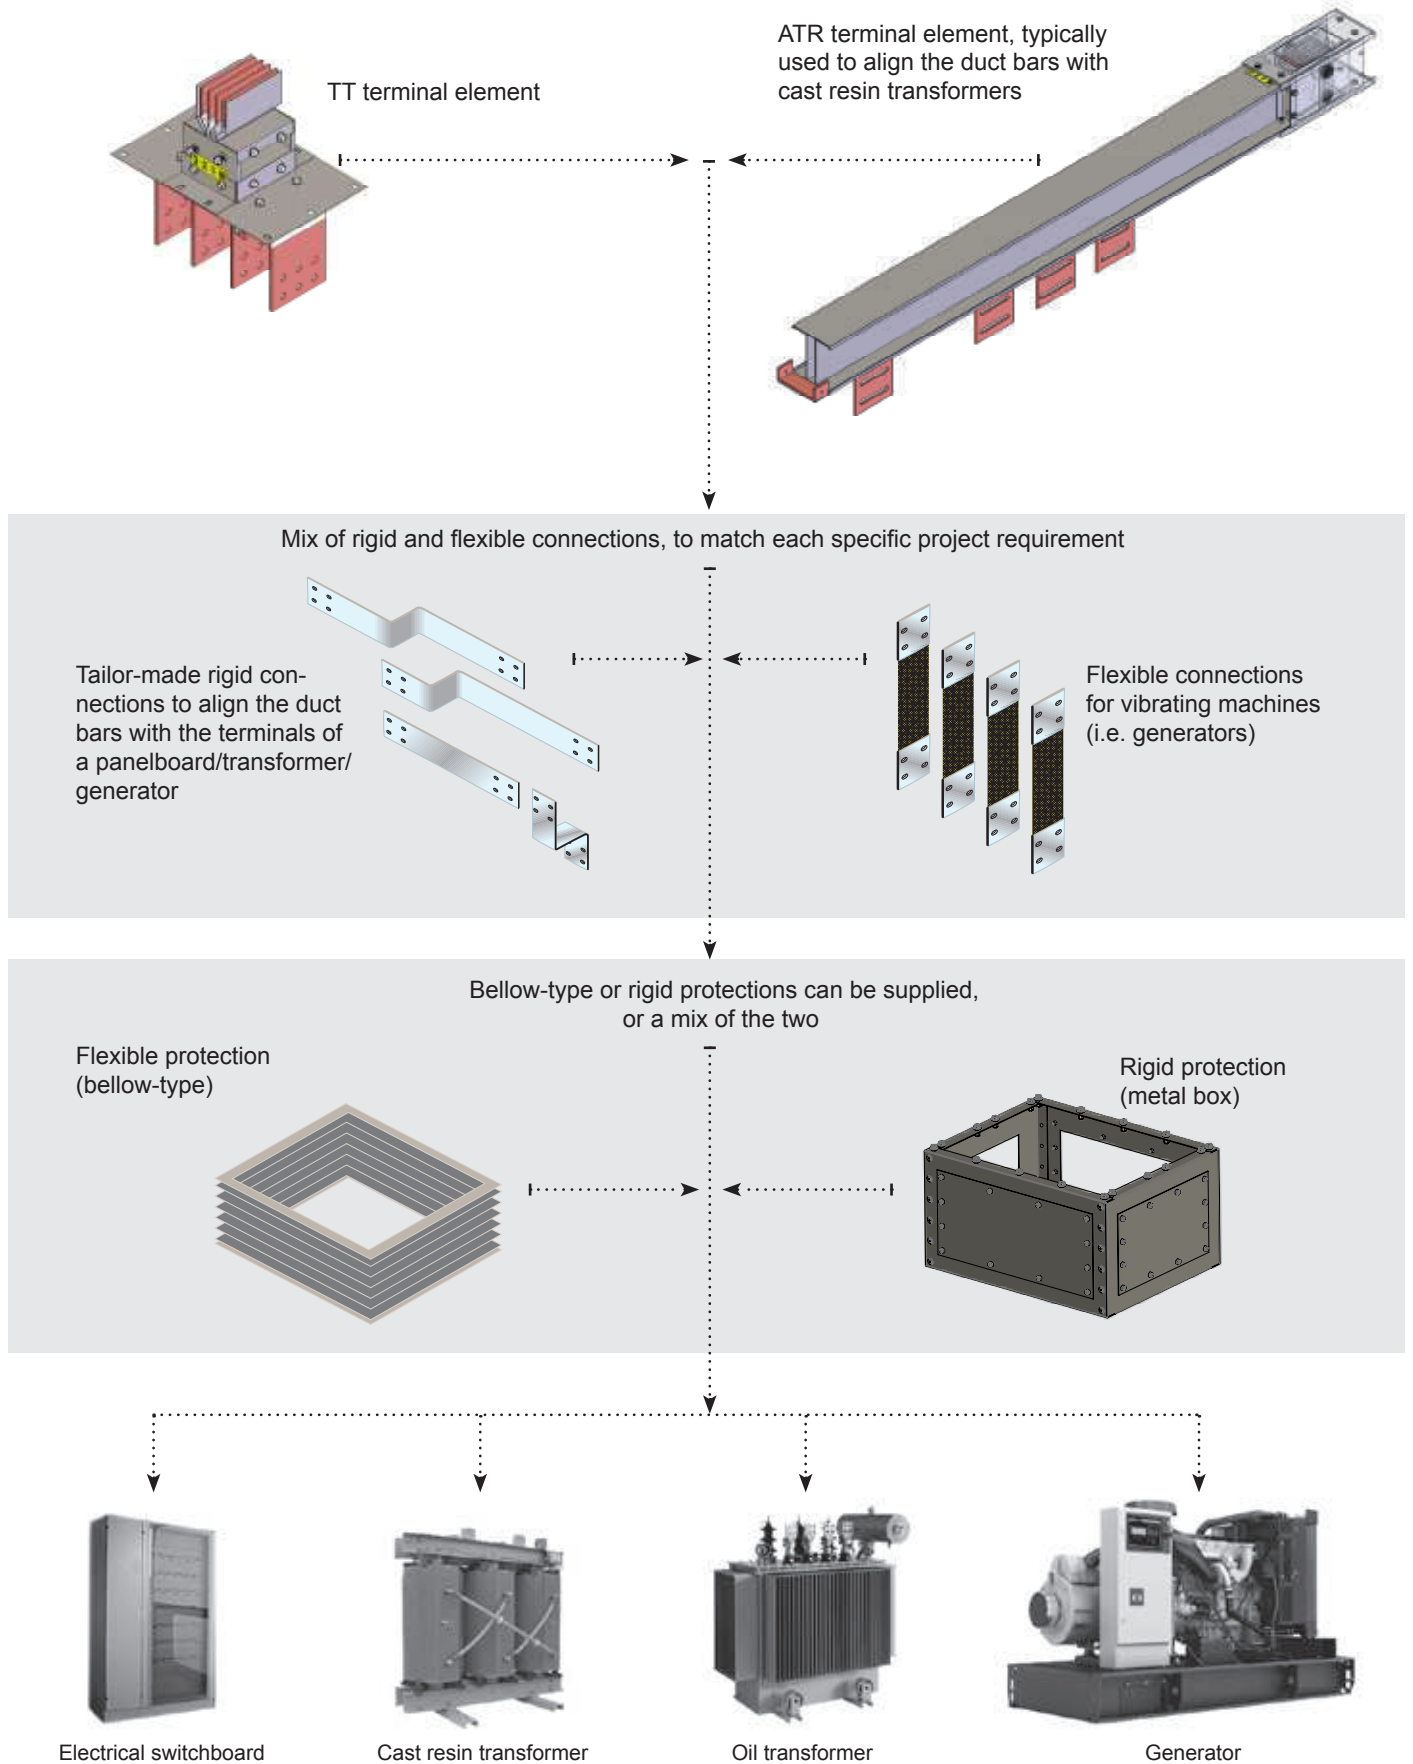 TT terminal element
ATR terminal element, typically
used to align the duct bars with
cast resin transformers
Mix of rigid and flexible connections, to match each specific project requirement
Tailor-made rigid con-
nections to align the duct
bars with the terminals of
a panelboard/transformer/
generator
Flexible connections
for vibrating machines
(i.e. generators)
Bellow-type or rigid protections can be supplied,
or a mix of the two
Flexible protection
(bellow-type)
Rigid protection
(metal box)
Electrical switchboard
Cast resin transformer
Oil transformer
Generator